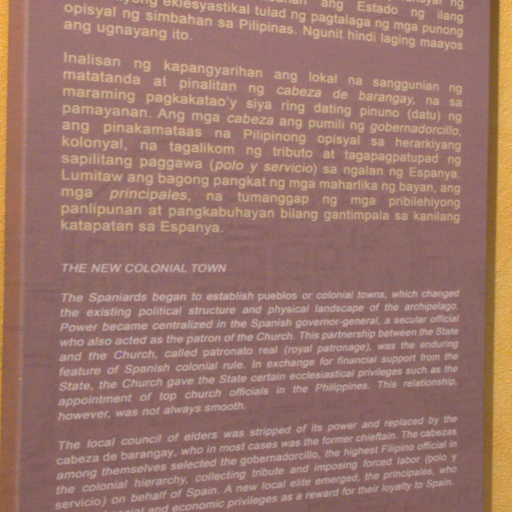 eklesyastikal tulad ng pagtalaga ng mga punong
opisyal ng simbahan sa Pilipinas. Ngunit hindi laging maayos
ang ugnayang ito.
Inalisan ng kapangyarihan ang lokal na sanggunian ng
matatanda at pinalitan ng cabeza de barangay, na sa
maraming pagkakatao'y siya ring dating pinuno (datu) ng
pamayanan. Ang mga cabeza ang pumili ng gobernadorcillo,
ang pinakamataas na Pilipinong opisyal sa herarkiyang
kolonyal, na tagalikom ng tributo at tagapagpatupad ng
sapilitang paggawa (polo y servicio) sa ngalan ng Espanya.
Lumitaw ang bagong pangkat ng mga maharlika ng bayan, ang
mga principales, na tumanggap ng mga pribilehiyong
panlipunan at pangkabuhayan bilang gantimpala sa kanilang
katapatan sa Espanya.
THE NEW COLONIAL TOWN
The Spaniards began to establish pueblos or colonial towns, which changed
the existing political structure and physical landscape of the archipelago.
Power became centralized in the Spanish governor-general, a secular official
who also acted as the patron of the Church. This partnership between the State
and the Church, called patronato real (royal patronage), was the enduring
feature of Spanish colonial rule. In exchange for financial support from the
State, the Church gave the State certain ecclesiastical privileges such as the
appointment of top church officials in the Philippines. This relationship,
however, was not always smooth.
The local council of elders was stripped of its power and replaced by the
cabeza de barangay, who in most cases was the former chieftain. The cabezas
among themselves selected the gobernadorcillo, the highest Filipino official in
the colonial hierarchy, collecting tribute and imposing forced labor (polo y
servicio) on behalf of Spain. A new local elite emerged, the principales, who
and economic privileges as a reward for their loyalty to Spain.